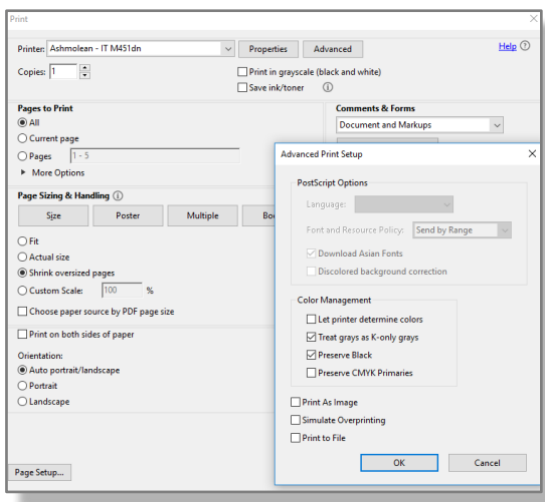 Print
Printer: Ashmolean - IT M451dn Properties Advanced Help ?
Copies: 1 Print in grayscale (black and white)
Save ink/toner i
Pages to Print
All
Current page
Pages 1 - 5
More Options
Comments & Forms
Document and Markups
Page Sizing & Handling i
Size Poster Multiple
Fit
Actual size
Shrink oversized pages
Custom Scale: 100 %
Choose paper source by PDF page size
Print on both sides of paper
Orientation:
Auto portrait/landscape
Portrait
Landscape
Page Setup...
Advanced Print Setup
PostScript Options
Language:
Font and Resource Policy: Send by Range
Download Asian Fonts
Discolored background correction
Color Management
Let printer determine colors
Treat grays as K-only grays
Preserve Black
Preserve CMYK Primaries
Print As Image
Simulate Overprinting
Print to File
OK Cancel